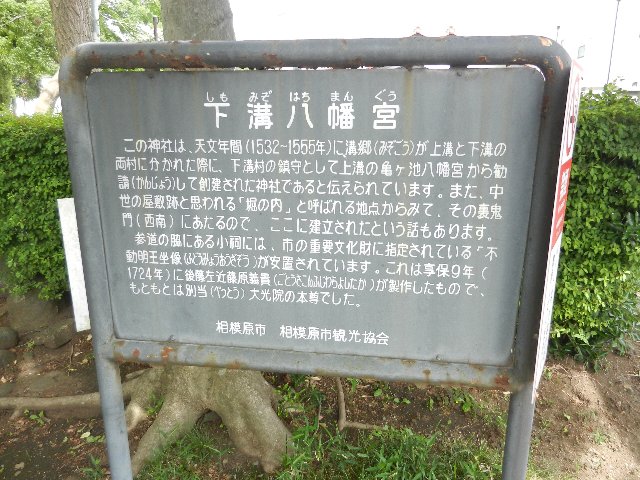 しも みぞ はち まん ぐう
下溝八幡宮
この神社は、天文年間(1532~1555年)に溝郷(みぞごう)が上溝と下溝の
両村に分かれた際に、下溝村の鎮守として上溝の亀ヶ池八幡宮から勧
請(かんじょう)して創建された神社であると伝えられています。また、中
世の屋敷跡と思われる「堀の内」と呼ばれる地点からみて、その裏鬼
門(西南)にあたるので、ここに建立されたという話もあります。
参道の脇にある小祠には、市の重要文化財に指定されている"不
動明王坐像(ふどうみょうおうざぞう)が安置されています。これは享保9年(
1724年)に後藤左近藤原義貴(ごとうさこんふじわらよしたか)が製作したもので、
もともとは別当(べっとう)大光院の本尊でした。
相模原市 相模原市観光協会